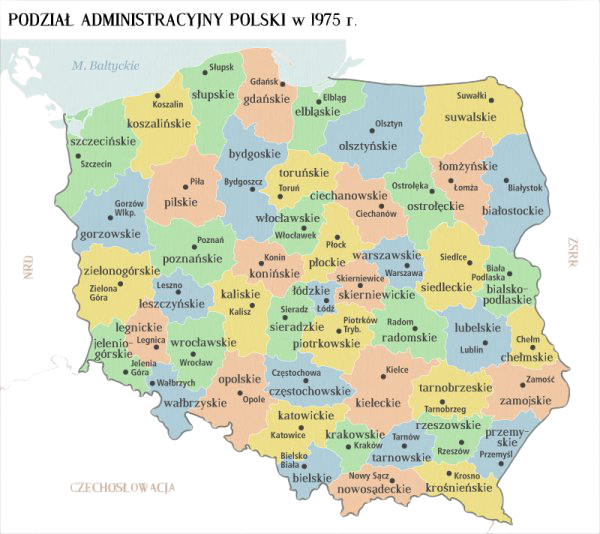 PODZIAŁ ADMINISTRACYJNY POLSKI w 1975 r.
M. Bałtyckie
Słupsk
słupskie
Gdańsk
gdańskie
Elbląg
elbląskie
Suwałki
suwalskie
Koszalin
koszalińskie
Olsztyn
olsztyńskie
szczecińskie
Szczecin
bydgoskie
Bydgoszcz
toruńskie
Toruń
łomżyńskie
Łomża
Piła
pilskie
ciechanowskie
Ciechanów
Ostrołęka
ostrołęckie
Białystok
białostockie
Gorzów
Wlkp.
gorzowskie
włocławskie
Włocławek
Płock
płockie
Poznań
poznańskie
Konin
konińskie
warszawskie
Warszawa
Siedlce
siedleckie
Biała
Podlaska
bialsko-
podlaskie
NRD
ZSRR
zielonogórskie
Zielona
Góra
Leszno
leszczyńskie
kaliskie
Kalisz
łódzkie
Łódź
Skierniewice
skierniewickie
Sieradz
sieradzkie
Piotrków
Tryb.
piotrkowskie
Radom
radomskie
lubelskie
Lublin
Chełm
chełmskie
legnickie
Legnica
jelenio-
górskie
Jelenia
Góra
wrocławskie
Wrocław
Wałbrzych
wałbrzyskie
opolskie
Opole
Częstochowa
częstochowskie
Kielce
kieleckie
tarnobrzeskie
Tarnobrzeg
Zamość
zamojskie
katowickie
Katowice
krakowskie
Kraków
Tarnów
tarnowskie
rzeszowskie
Rzeszów
przemy-
skie
Przemyśl
Bielsko
Biała
bielskie
Nowy Sącz
nowosądeckie
Krosno
krośnieńskie
CZECHOSŁOWACJA